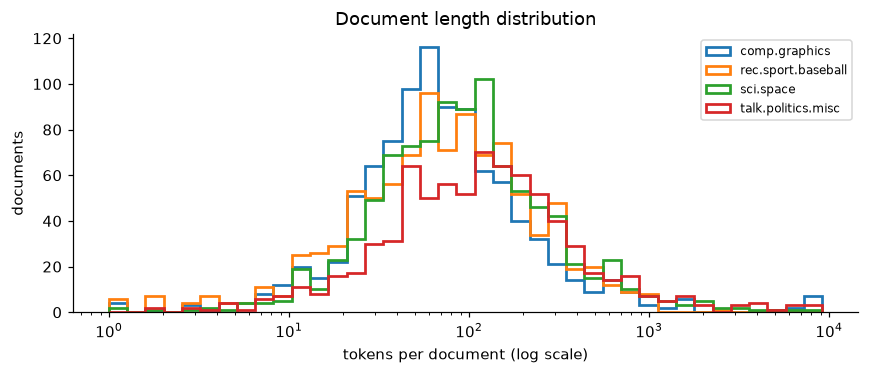 Document length distribution
120
100
80
60
40
20
0
documents
10⁰
10¹
10²
10³
10⁴
tokens per document (log scale)
comp.graphics
rec.sport.baseball
sci.space
talk.politics.misc